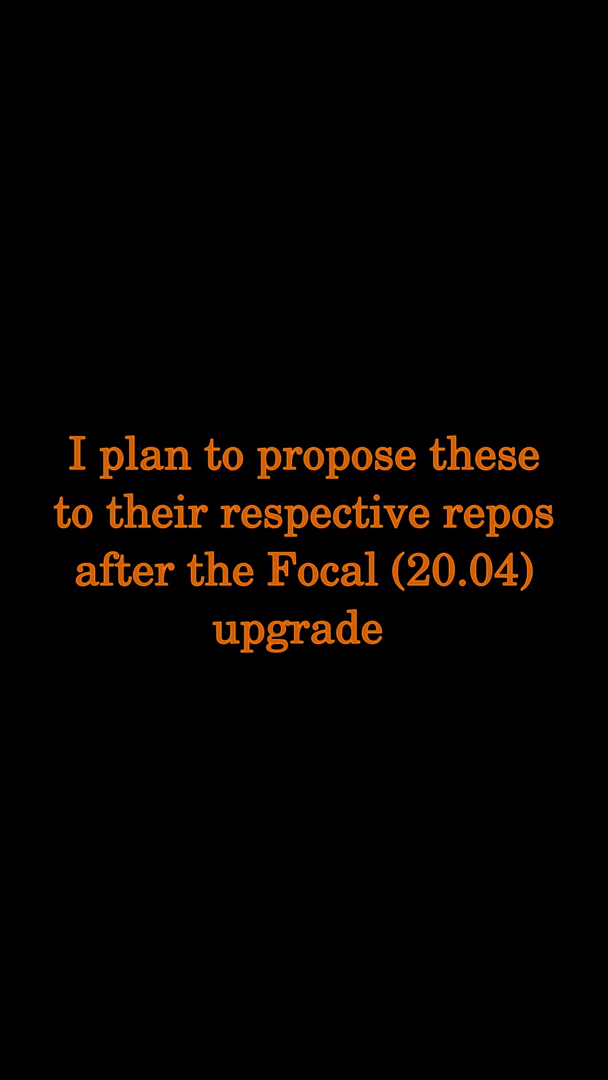 I plan to propose these
to their respective repos
after the Focal (20.04)
upgrade